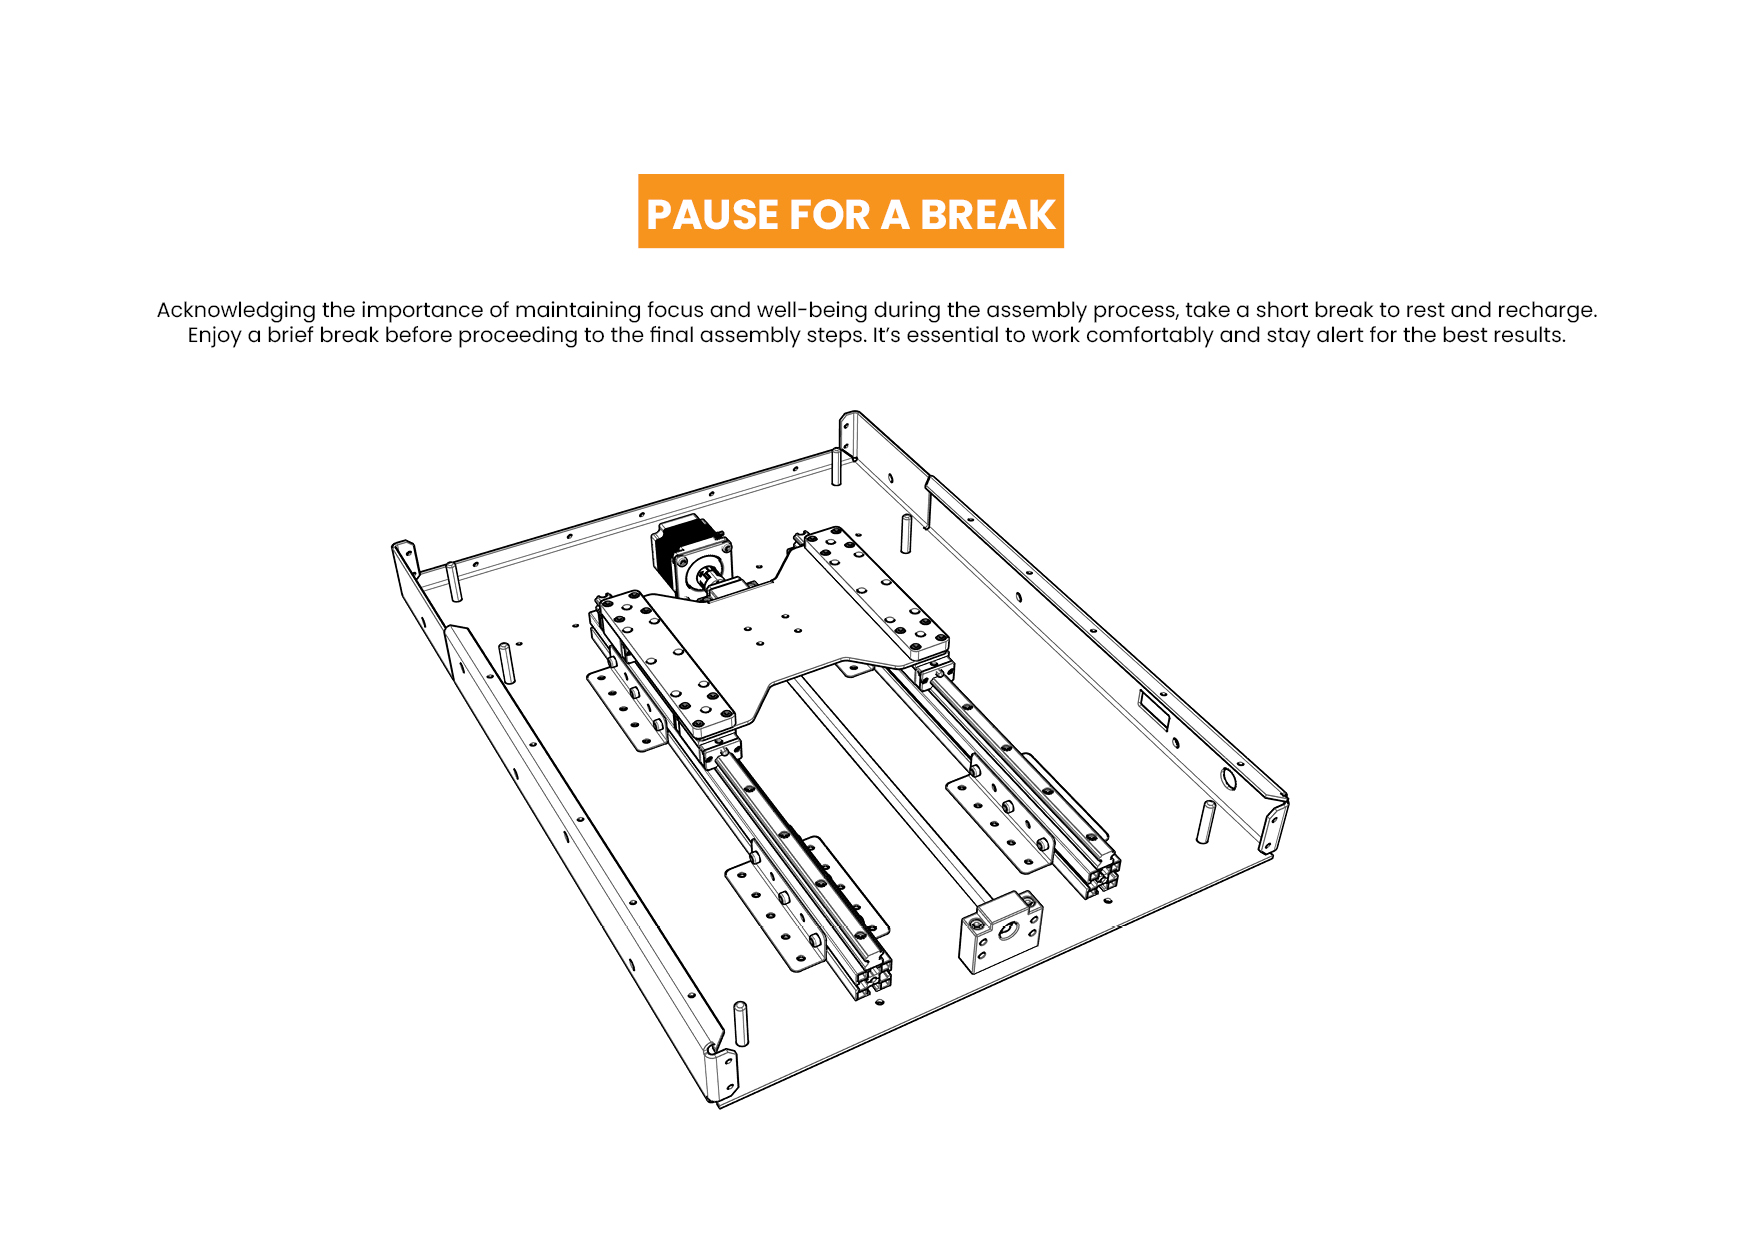 PAUSE FOR A BREAK
Acknowledging the importance of maintaining focus and well-being during the assembly process, take a short break to rest and recharge.
Enjoy a brief break before proceeding to the final assembly steps. It’s essential to work comfortably and stay alert for the best results.